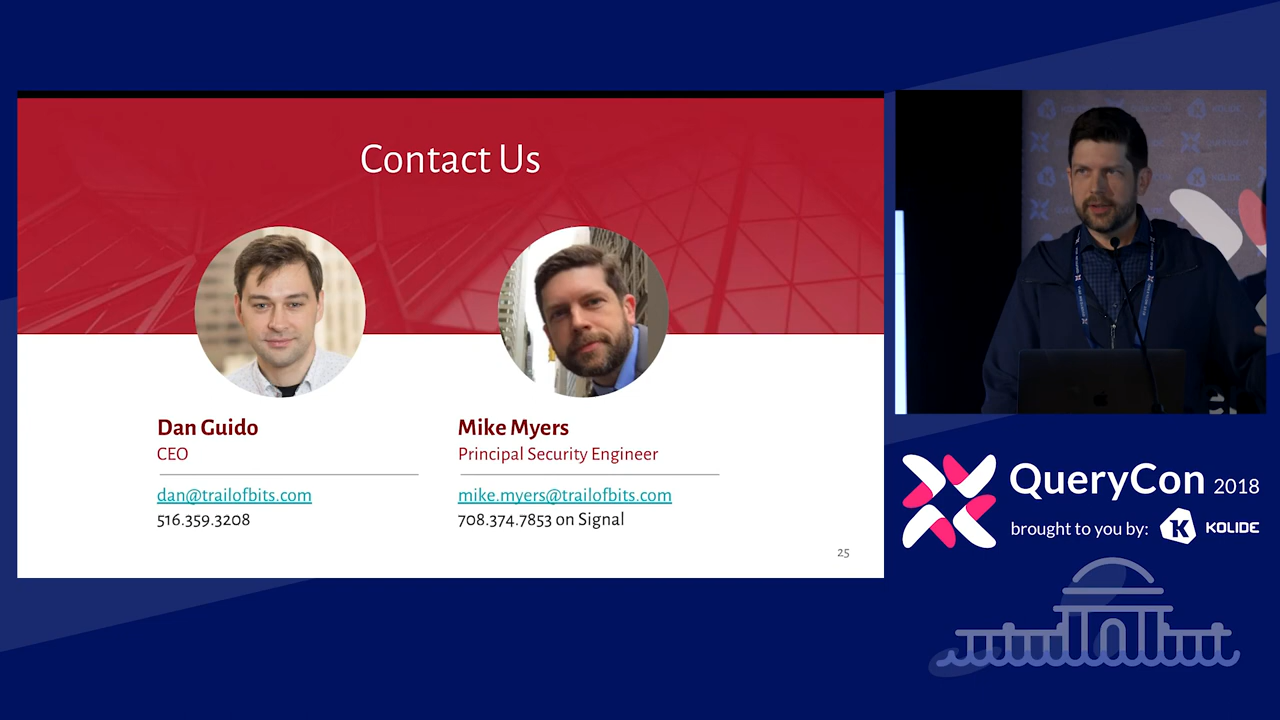 Contact Us
Dan Guido
CEO
dan@trailofbits.com
516.359.3208
Mike Myers
Principal Security Engineer
mike.myers@trailofbits.com
708.374.7853 on Signal
25
KOLIDE
QueryCon 2018
brought to you by: K KOLIDE